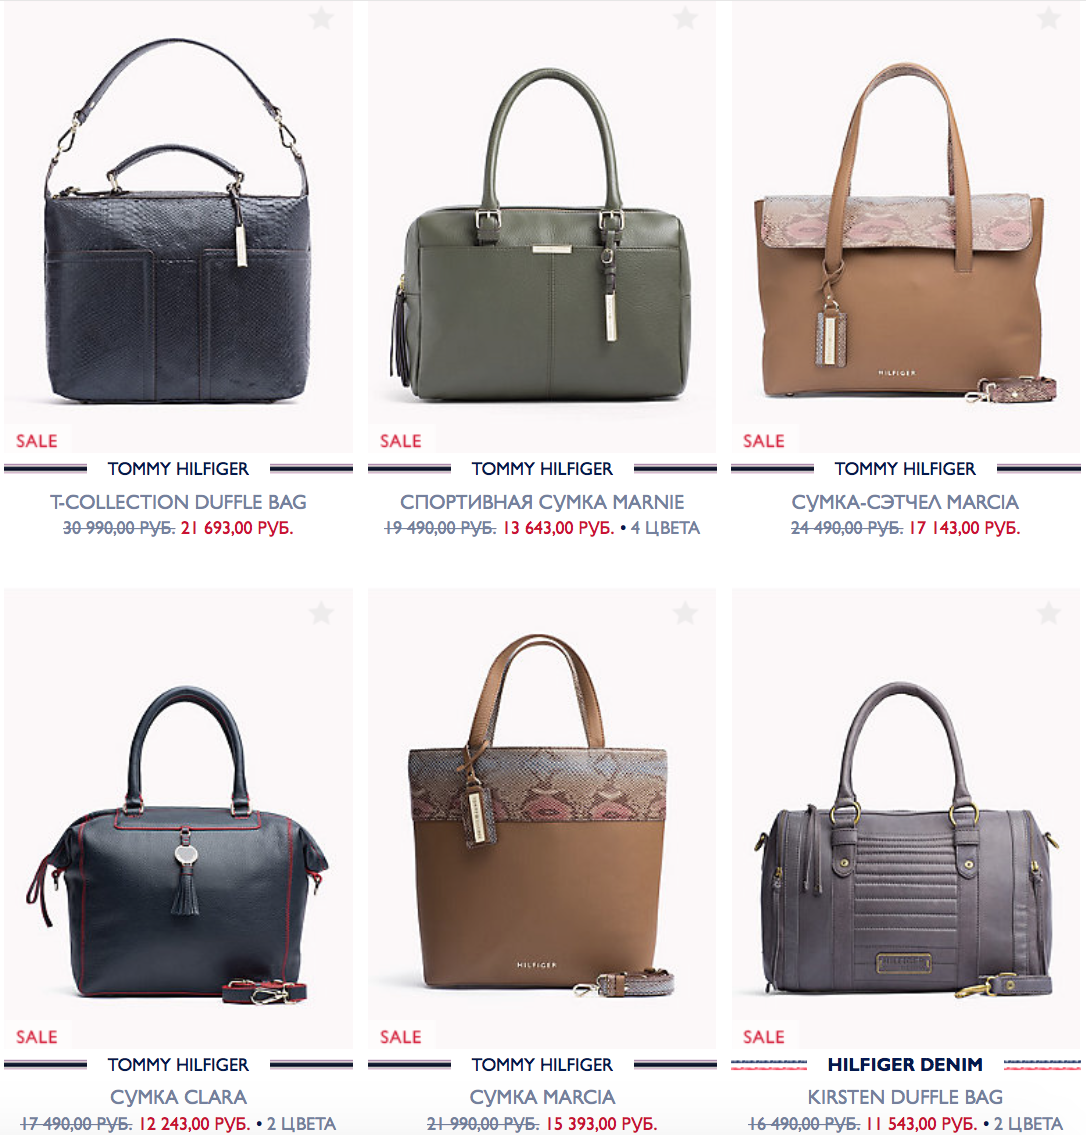 HILFIGER
SALE
SALE
SALE
TOMMY HILFIGER
TOMMY HILFIGER
TOMMY HILFIGER
T-COLLECTION DUFFLE BAG
СПОРТИВНАЯ СУМКА MARNIE
СУМКА-СЭТЧЕЛ MARCIA
30 990,00 РУБ. 21 693,00 РУБ.
19 490,00 РУБ. 13 643,00 РУБ. • 4 ЦВЕТА
24 490,00 РУБ. 17 143,00 РУБ.
HILFIGER
HILFIGER
SALE
SALE
SALE
TOMMY HILFIGER
TOMMY HILFIGER
HILFIGER DENIM
СУМКА CLARA
СУМКА MARCIA
KIRSTEN DUFFLE BAG
17 490,00 РУБ. 12 243,00 РУБ. • 2 ЦВЕТА
21 990,00 РУБ. 15 393,00 РУБ.
16 490,00 РУБ. 11 543,00 РУБ. • 2 ЦВЕТА